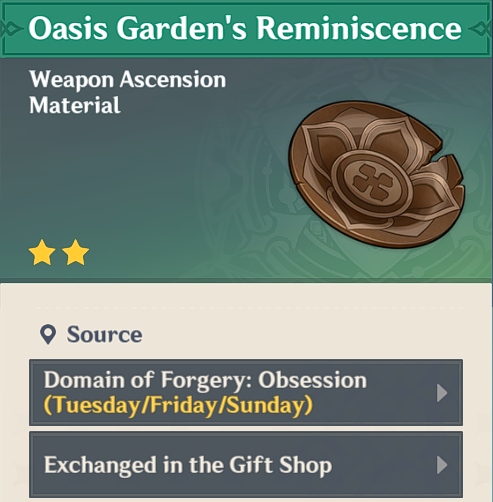 Oasis Garden's Reminiscence
Weapon Ascension
Material
Source
Domain of Forgery: Obsession
(Tuesday/Friday/Sunday)
Exchanged in the Gift Shop